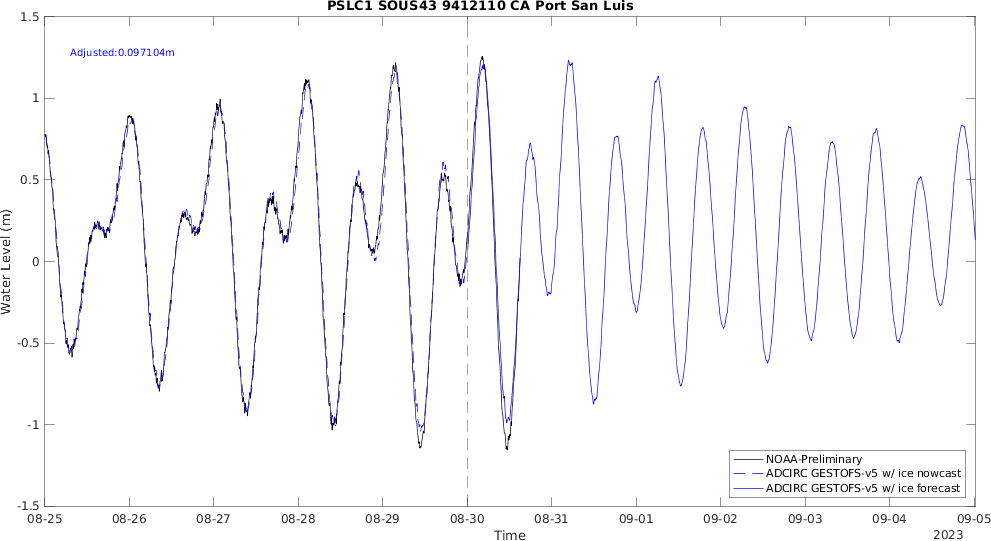 PSLC1 SOUS43 9412110 CA Port San Luis
Adjusted:0.097104m
1.5
1
0.5
0
-0.5
-1
-1.5
Water Level (m)
NOAA-Preliminary
ADCIRC GESTOFS-v5 w/ ice nowcast
ADCIRC GESTOFS-v5 w/ ice forecast
08-25 08-26 08-27 08-28 08-29 08-30 08-31 09-01 09-02 09-03 09-04 09-05
Time
2023